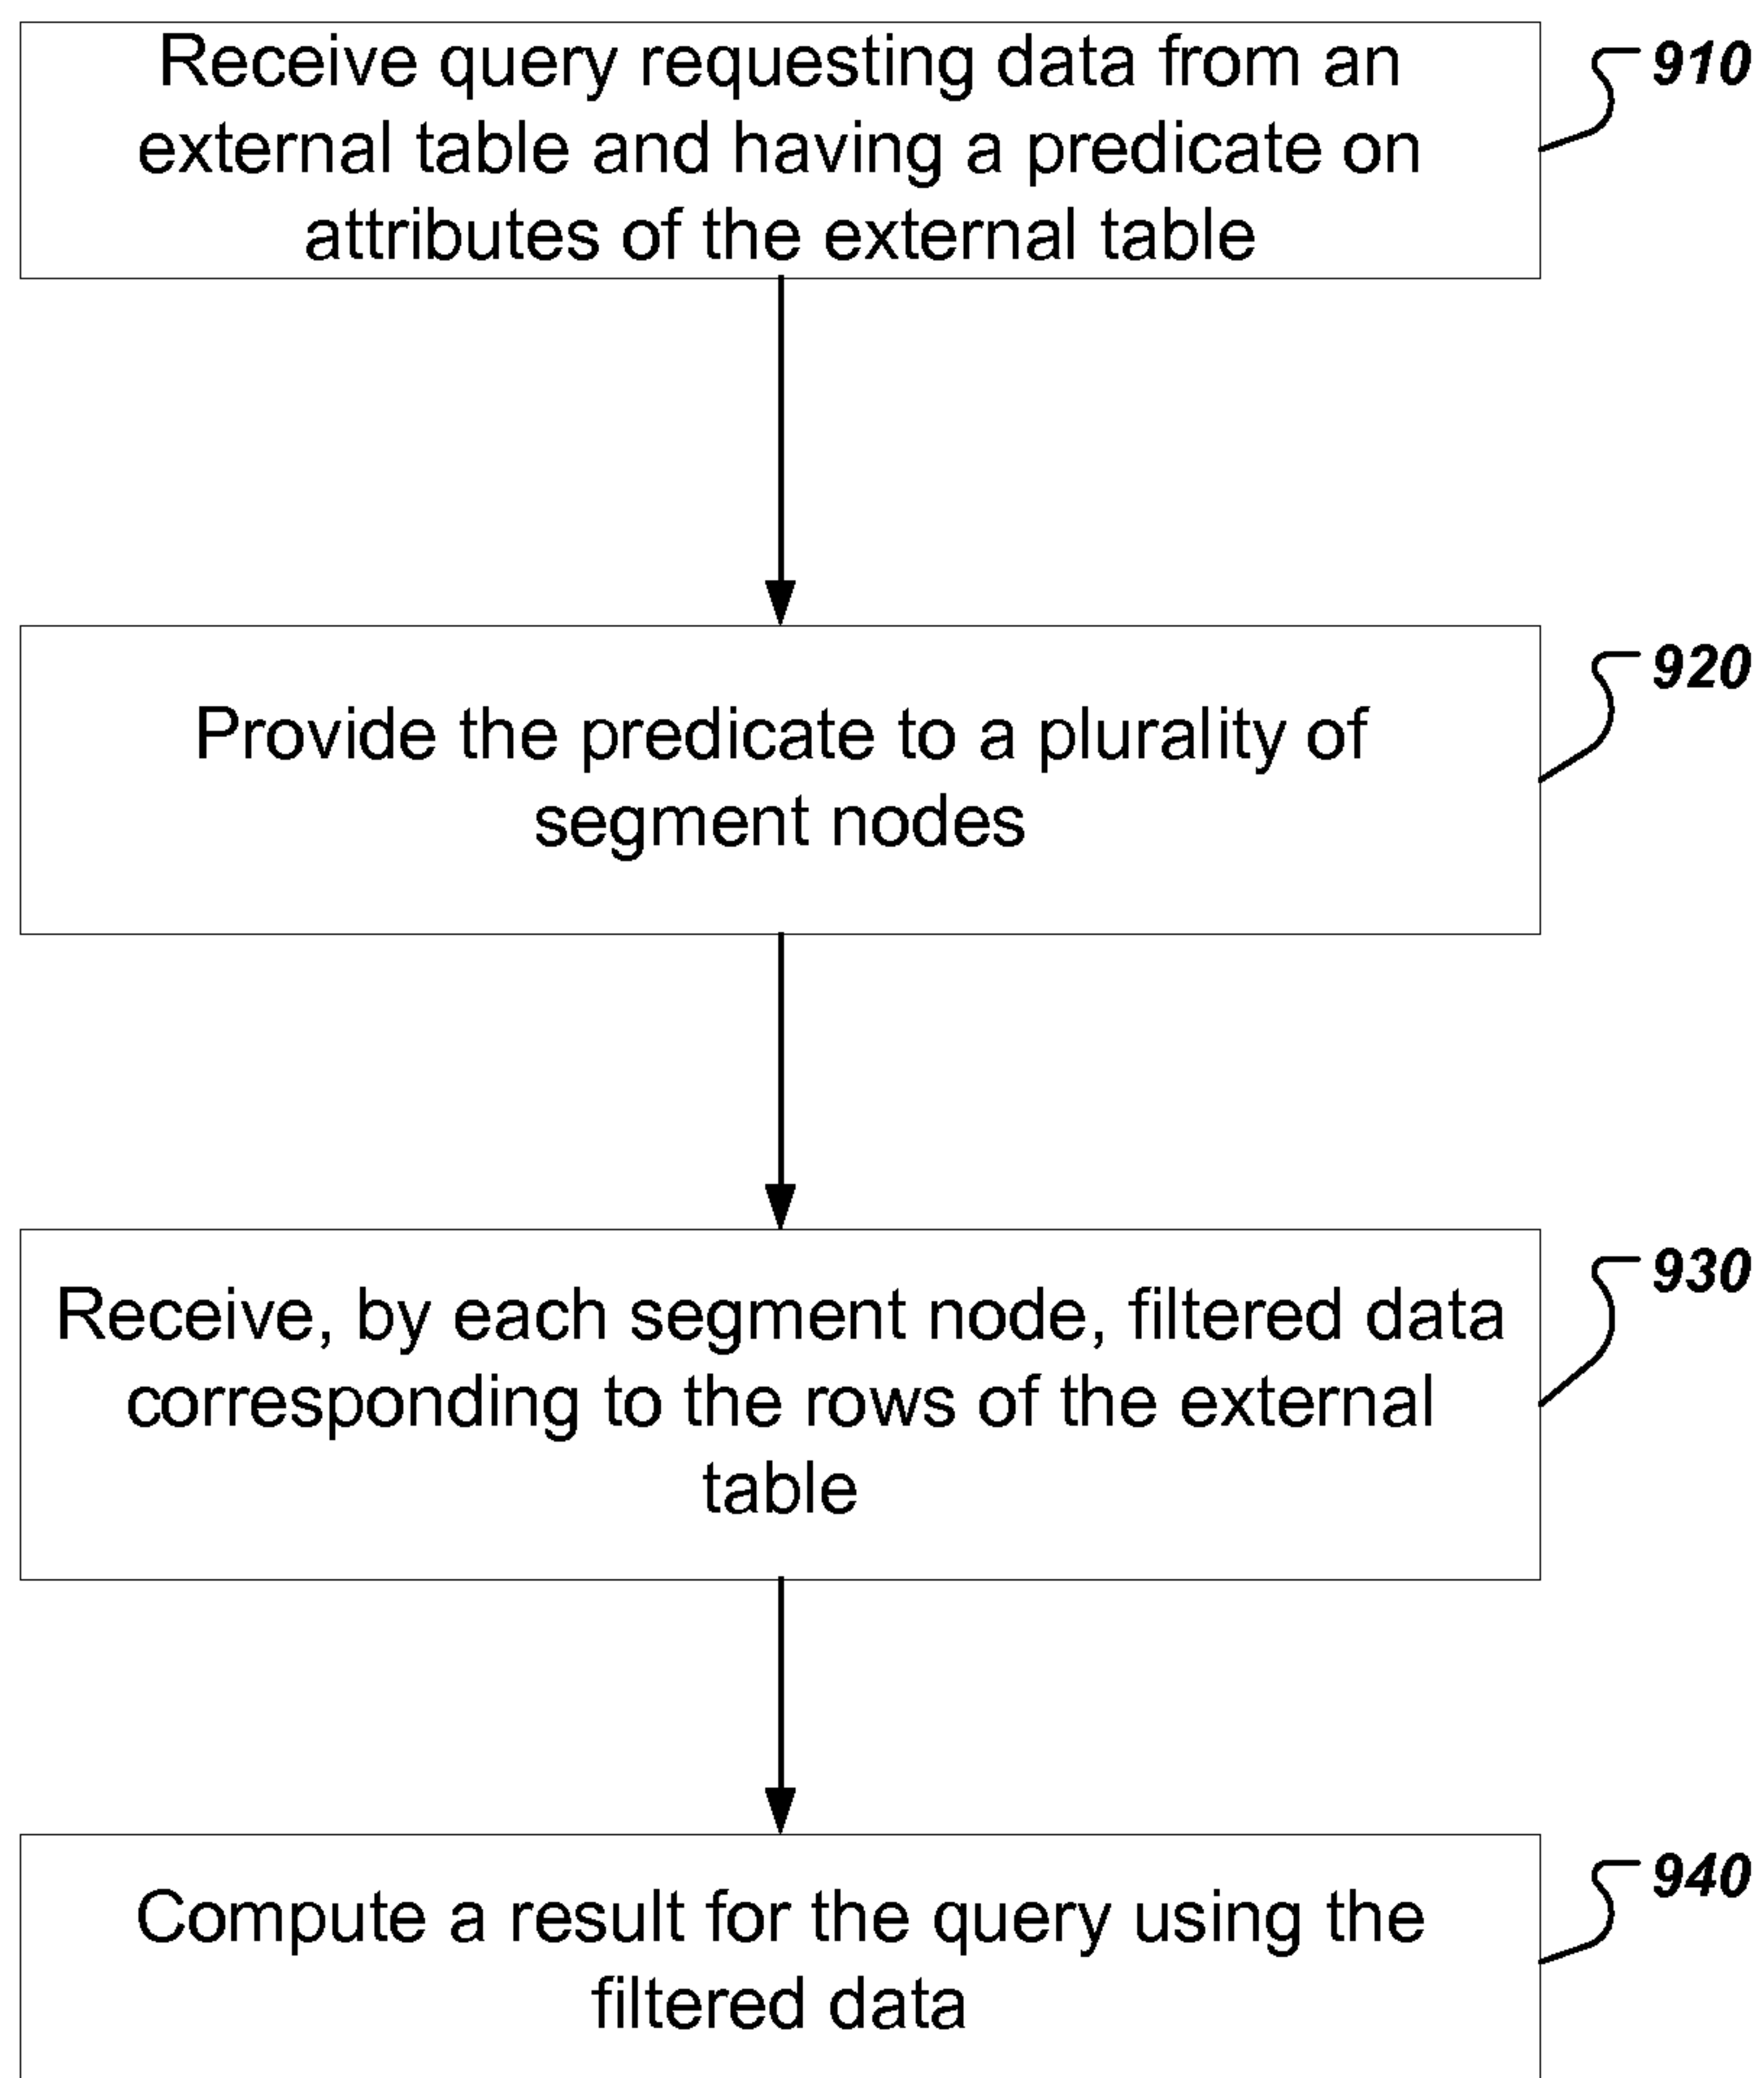 Receive query requesting data from an
external table and having a predicate on
attributes of the external table
910
Provide the predicate to a plurality of
segment nodes
920
Receive, by each segment node, filtered data
corresponding to the rows of the external
table
930
Compute a result for the query using the
filtered data
940